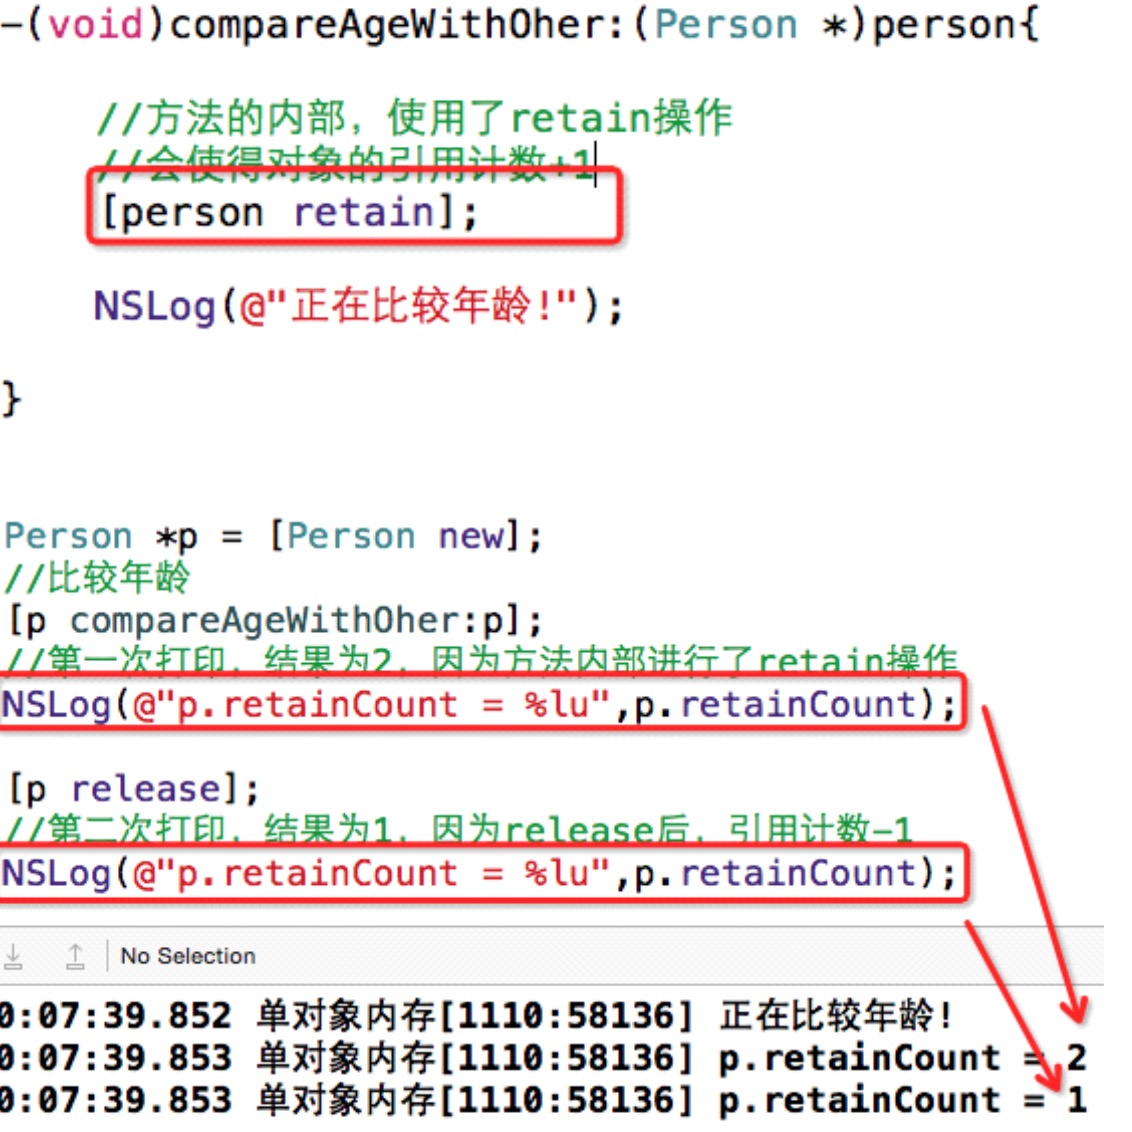 -(void)compareAgeWithOher:(Person *)person{
//方法的内部，使用了retain操作
//会使得对象的引用计数+1
[person retain];
NSLog(@"正在比较年龄!");
}
Person *p = [Person new];
//比较年龄
[p compareAgeWithOher:p];
//第一次打印，结果为2，因为方法内部进行了retain操作
NSLog(@"p.retainCount = %lu",p.retainCount);
[p release];
//第二次打印，结果为1，因为release后，引用计数-1
NSLog(@"p.retainCount = %lu",p.retainCount);
No Selection
0:07:39.852 单对象内存[1110:58136] 正在比较年龄!
0:07:39.853 单对象内存[1110:58136] p.retainCount = 2
0:07:39.853 单对象内存[1110:58136] p.retainCount = 1